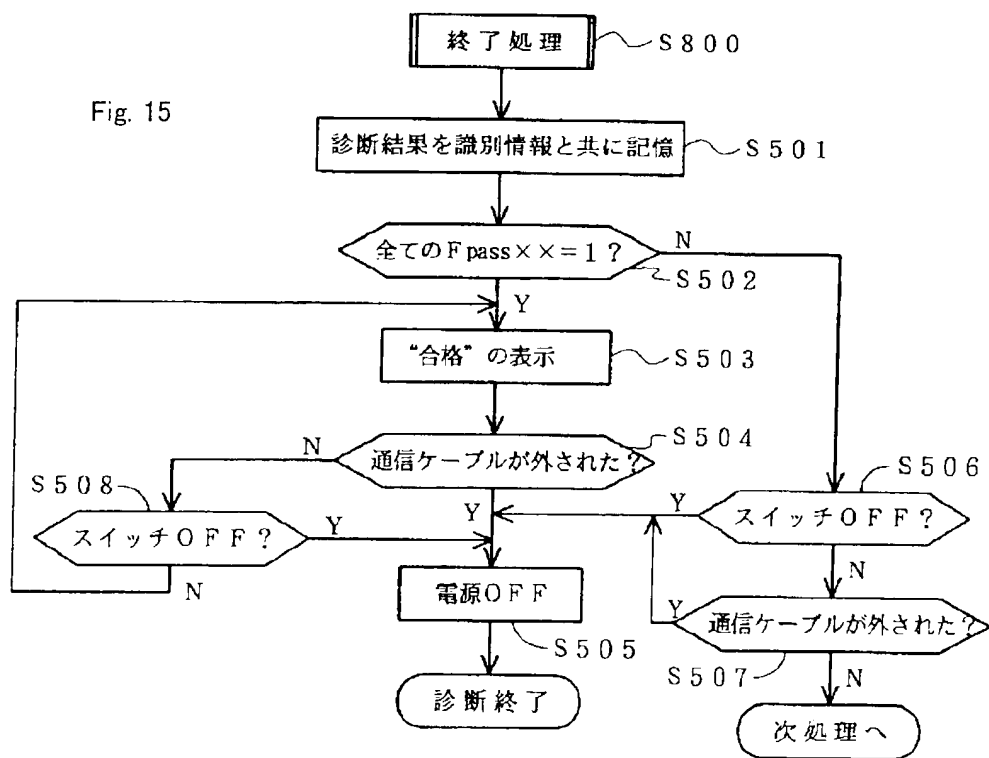 終了処理
S800
Fig. 15
診断結果を識別情報と共に記憶
S501
全てのFpass××=1?
N
S502
Y
“合格”の表示
S503
S504
N
通信ケーブルが外された?
S508
S506
スイッチOFF?
Y
Y
Y
スイッチOFF?
N
N
電源OFF
Y
通信ケーブルが外された?
S505
S507
N
診断終了
次処理へ